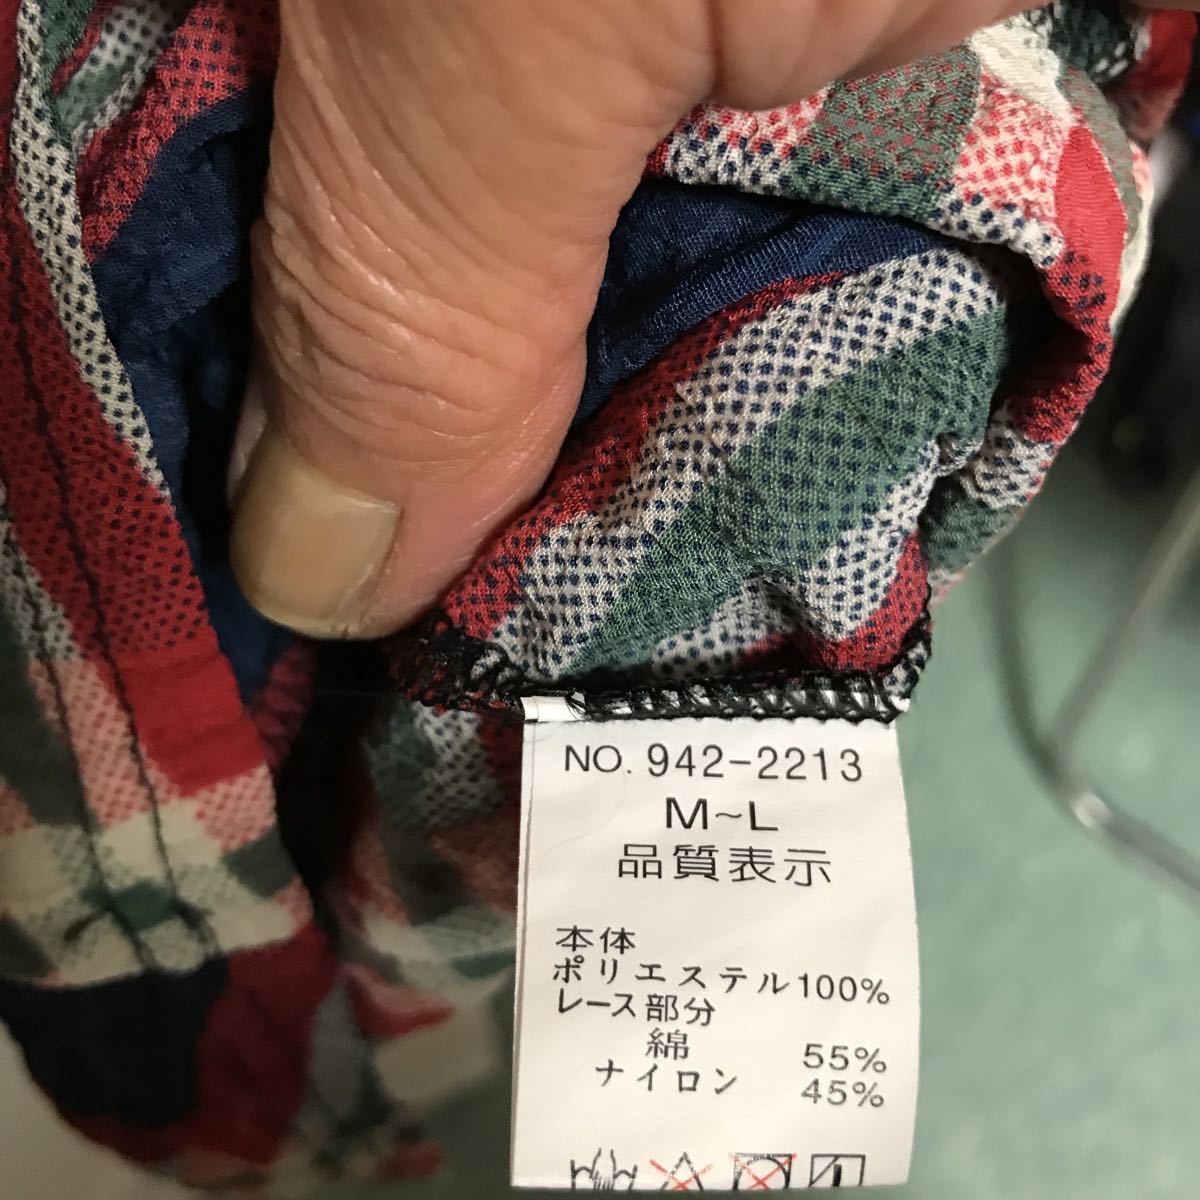 NO. 942-2213
M~L
品質表示
本体
ポリエステル100%
レース部分
綿 55%
ナイロン 45%